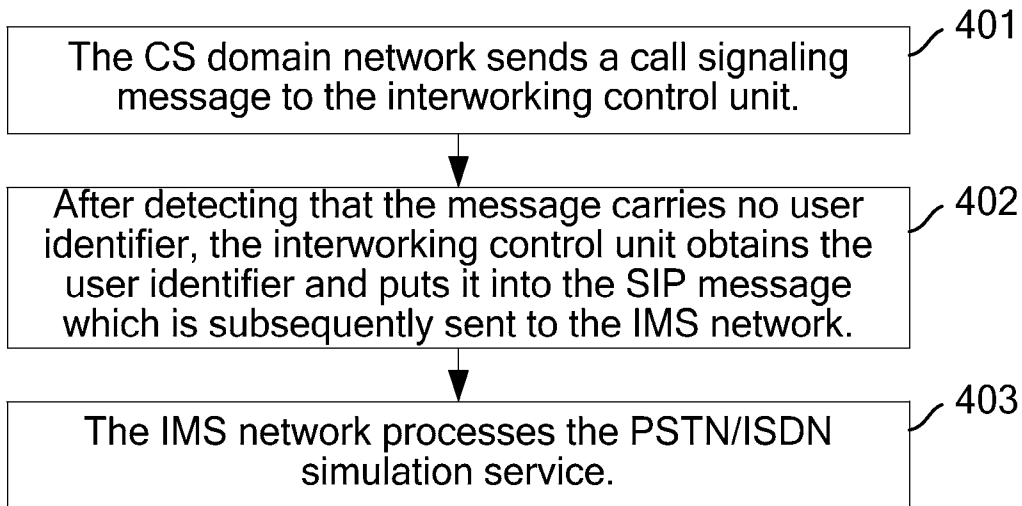 401
The CS domain network sends a call signaling
message to the interworking control unit.
402
After detecting that the message carries no user
identifier, the interworking control unit obtains the
user identifier and puts it into the SIP message
which is subsequently sent to the IMS network.
403
The IMS network processes the PSTN/ISDN
simulation service.